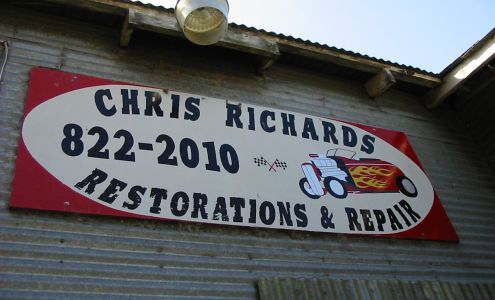 CHRIS RICHARDS
822-2010
RESTORATIONS & REPAIR